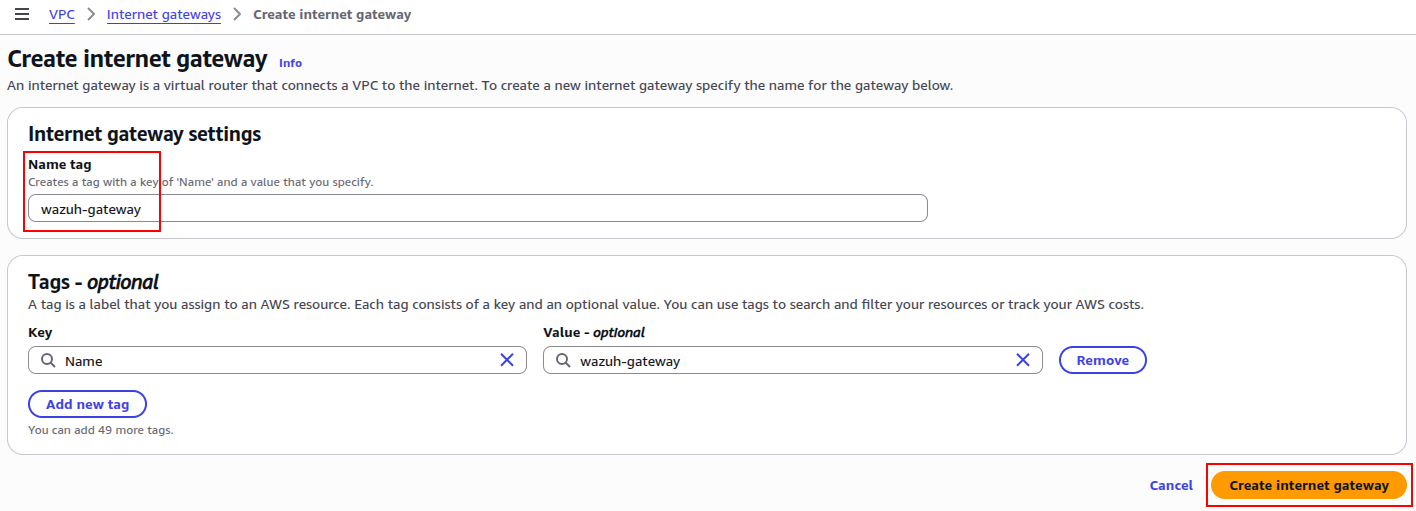 VPC > Internet gateways > Create internet gateway
Create internet gateway Info
An internet gateway is a virtual router that connects a VPC to the internet. To create a new internet gateway specify the name for the gateway below.
Internet gateway settings
Name tag
Creates a tag with a key of 'Name' and a value that you specify.
wazuh-gateway
Tags - optional
A tag is a label that you assign to an AWS resource. Each tag consists of a key and an optional value. You can use tags to search and filter your resources or track your AWS costs.
Key Value - optional
Name wazuh-gateway Remove
Add new tag
You can add 49 more tags.
Cancel Create internet gateway